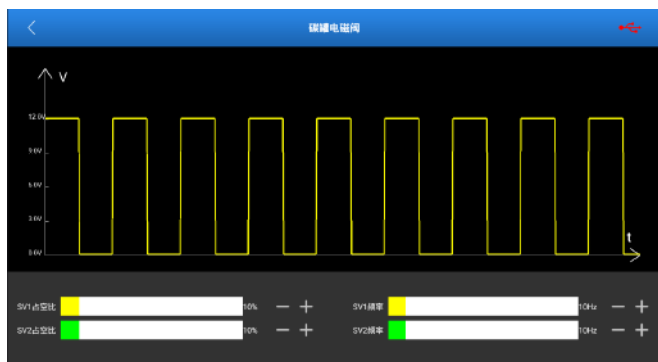 碳罐电磁阀
V
12.0V
9.0V
6.0V
3.0V
0.0V
t
SV1占空比 10% — + SV1频率 10Hz — +
SV2占空比 10% — + SV2频率 10Hz — +